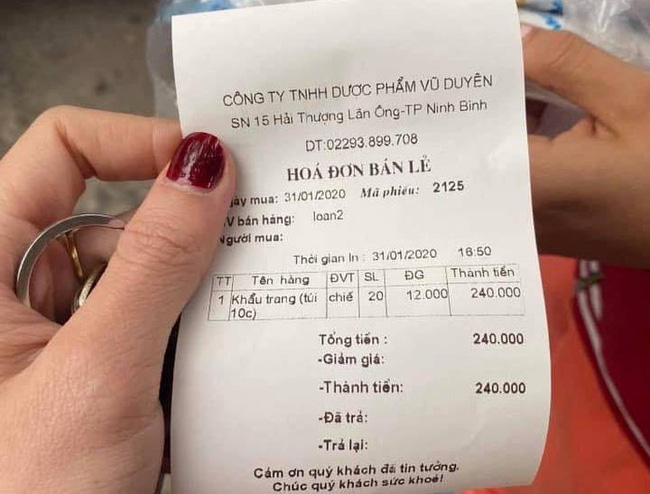 CÔNG TY TNHH DƯỢC PHẨM VŨ DUYÊN
SN 15 Hải Thượng Lãn Ông-TP Ninh Bình
DT:02293.899.708
HOÁ ĐƠN BÁN LẺ
gày mua: 31/01/2020 Mã phiếu: 2125
V bán hàng: loan2
Người mua:
Thời gian In : 31/01/2020 16:50
TT Tên hàng ĐVT SL ĐG Thành tiền
1 Khẩu trang (túi 10c) chiế 20 12.000 240.000
Tổng tiền : 240.000
-Giảm giá:
-Thành tiền: 240.000
-Đã trả:
-Trả lại:
Cảm ơn quý khách đã tin tưởng.
Chúc quý khách sức khoẻ!